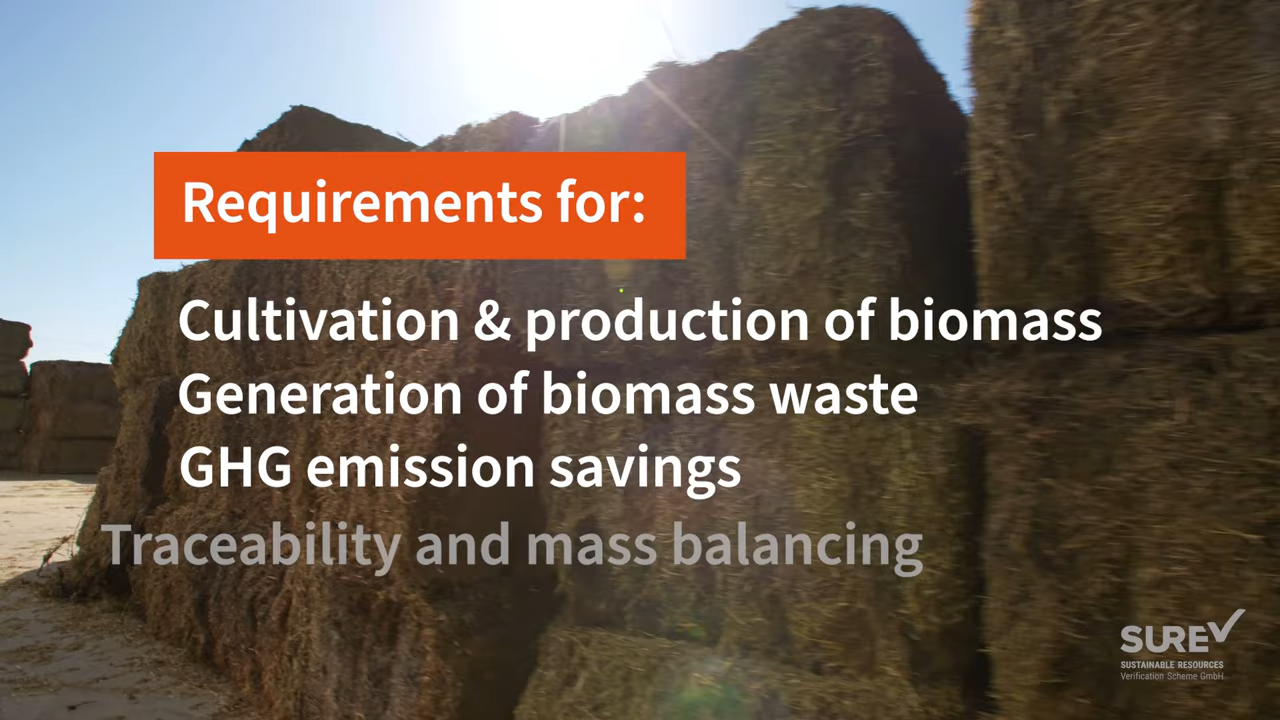 Requirements for:
Cultivation & production of biomass
Generation of biomass waste
GHG emission savings
Traceability and mass balancing
SURE
SUSTAINABLE RESOURCES
Verification Scheme GmbH